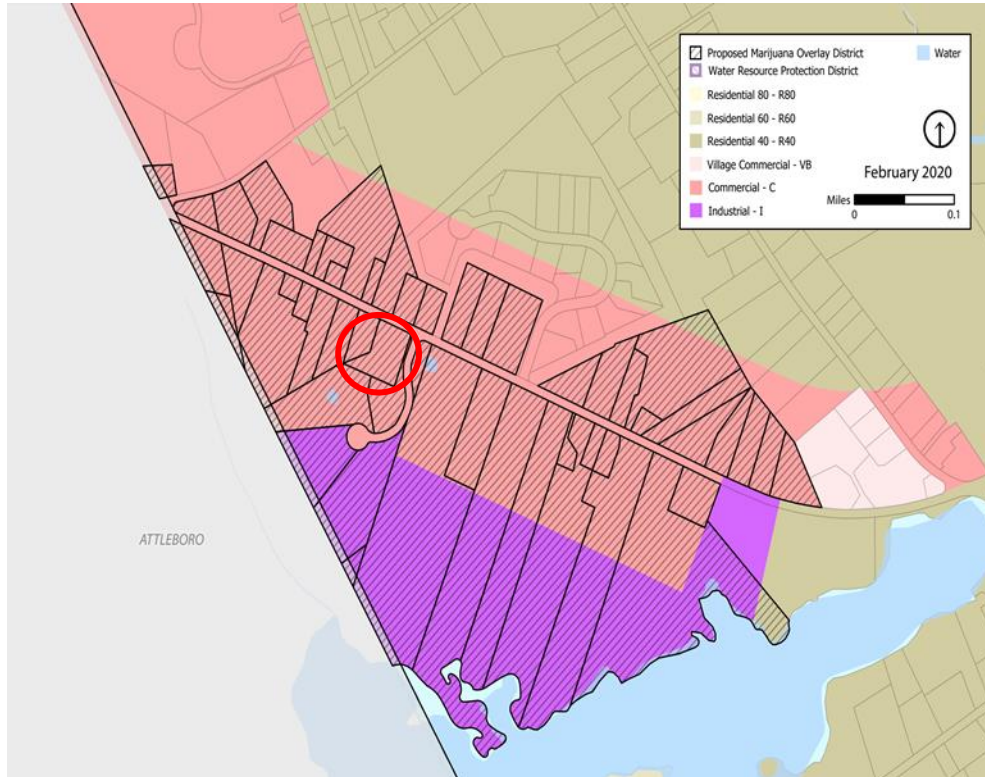 Proposed Marijuana Overlay District
Water
Water Resource Protection District
Residential 80 - R80
Residential 60 - R60
Residential 40 - R40
Village Commercial - VB
February 2020
Commercial - C
Miles
Industrial - I
0
0.1
ATTLEBORO